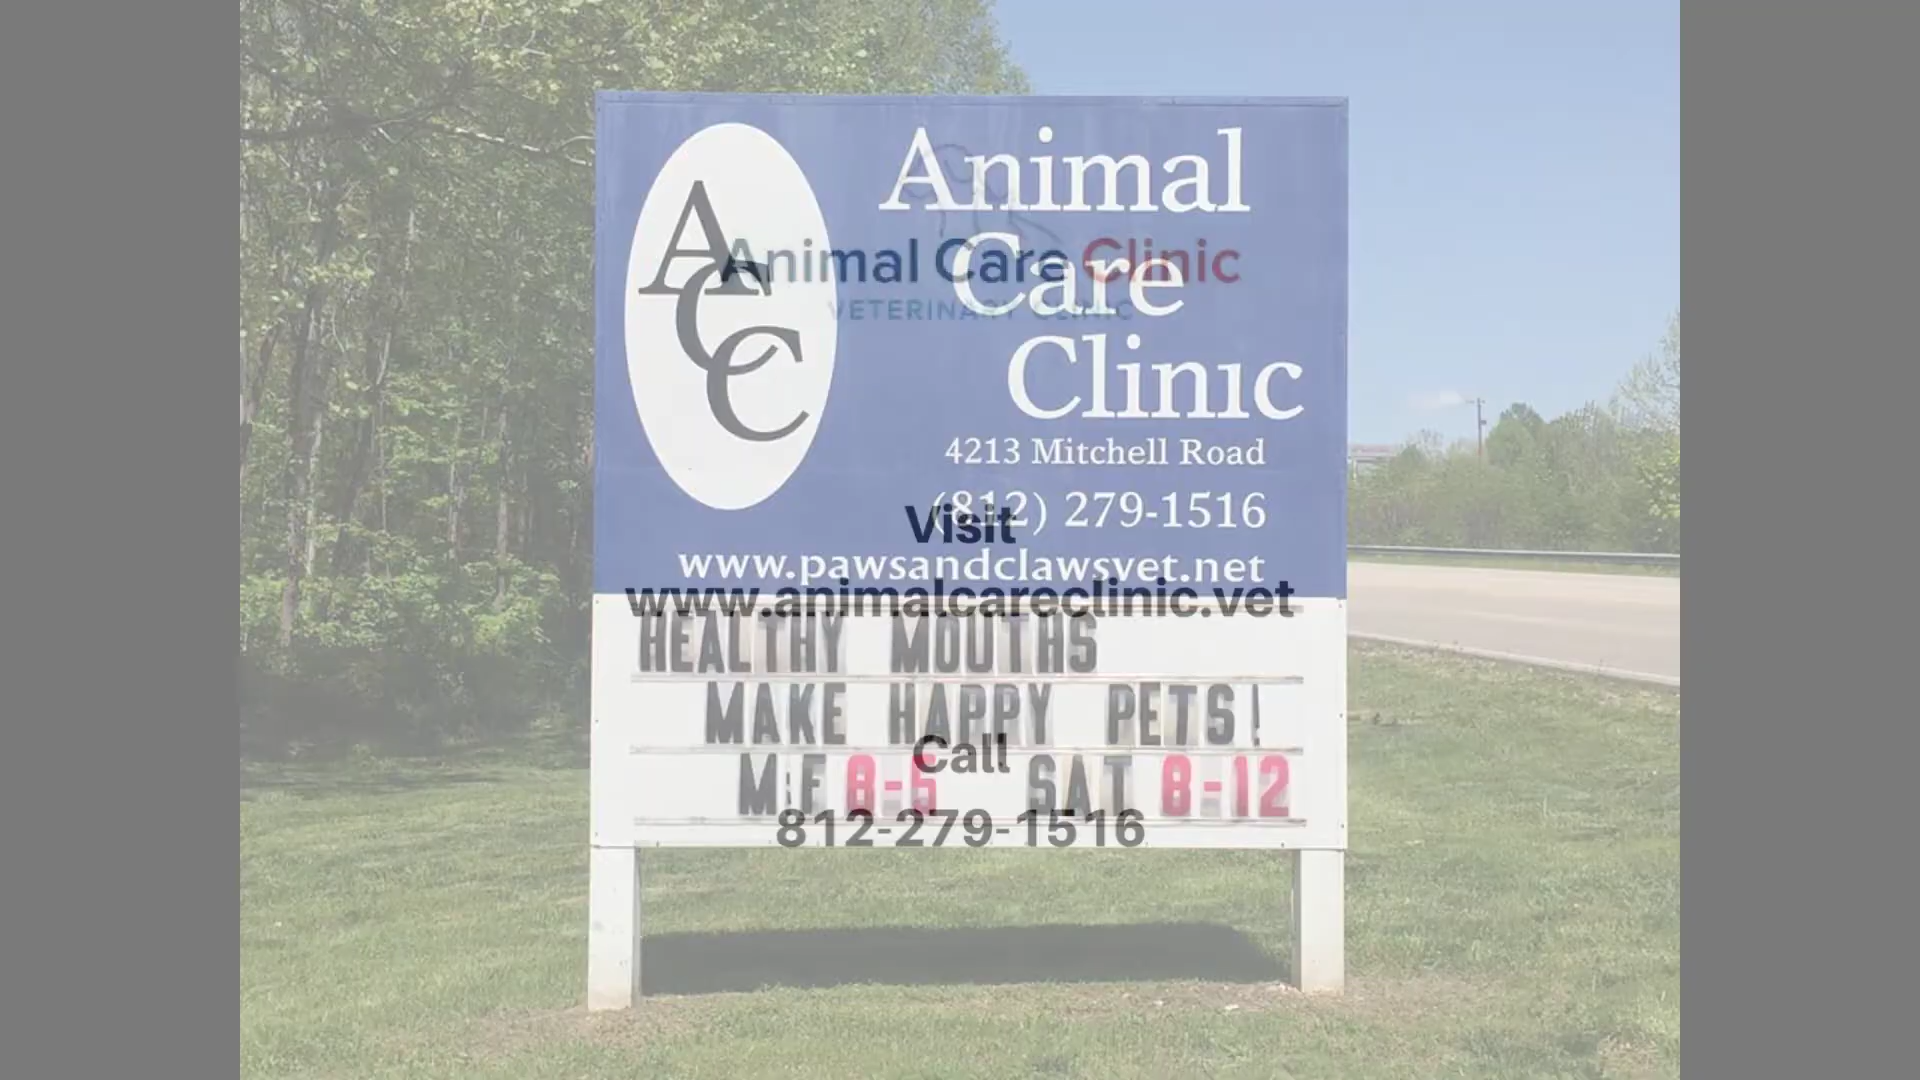 ACC
Animal
Care
Clinic
4213 Mitchell Road
(812) 279-1516
www.pawsandclawsvet.net
HEALTHY MOUTHS
MAKE HAPPY PETS!
M-F 8-5 SAT 8-12
Animal Care Clinic
VETERINARY CLINIC
Visit
www.animalcareclinic.vet
Call
812-279-1516